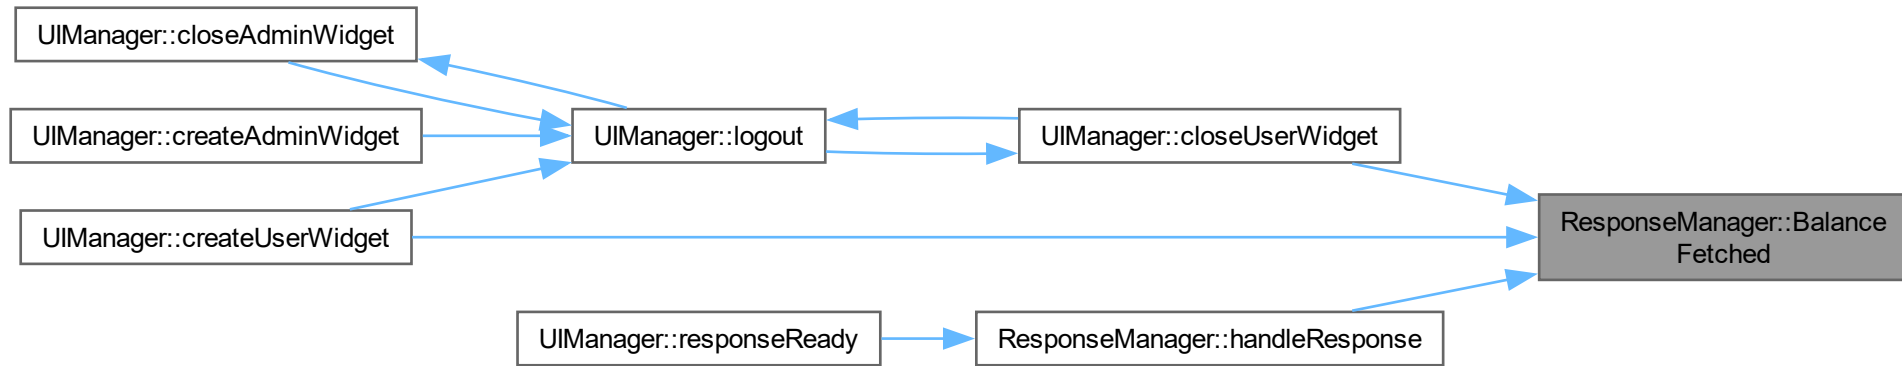 UIManager::closeAdminWidget
UIManager::createAdminWidget
UIManager::logout
UIManager::closeUserWidget
UIManager::createUserWidget
ResponseManager::Balance
Fetched
UIManager::responseReady
ResponseManager::handleResponse